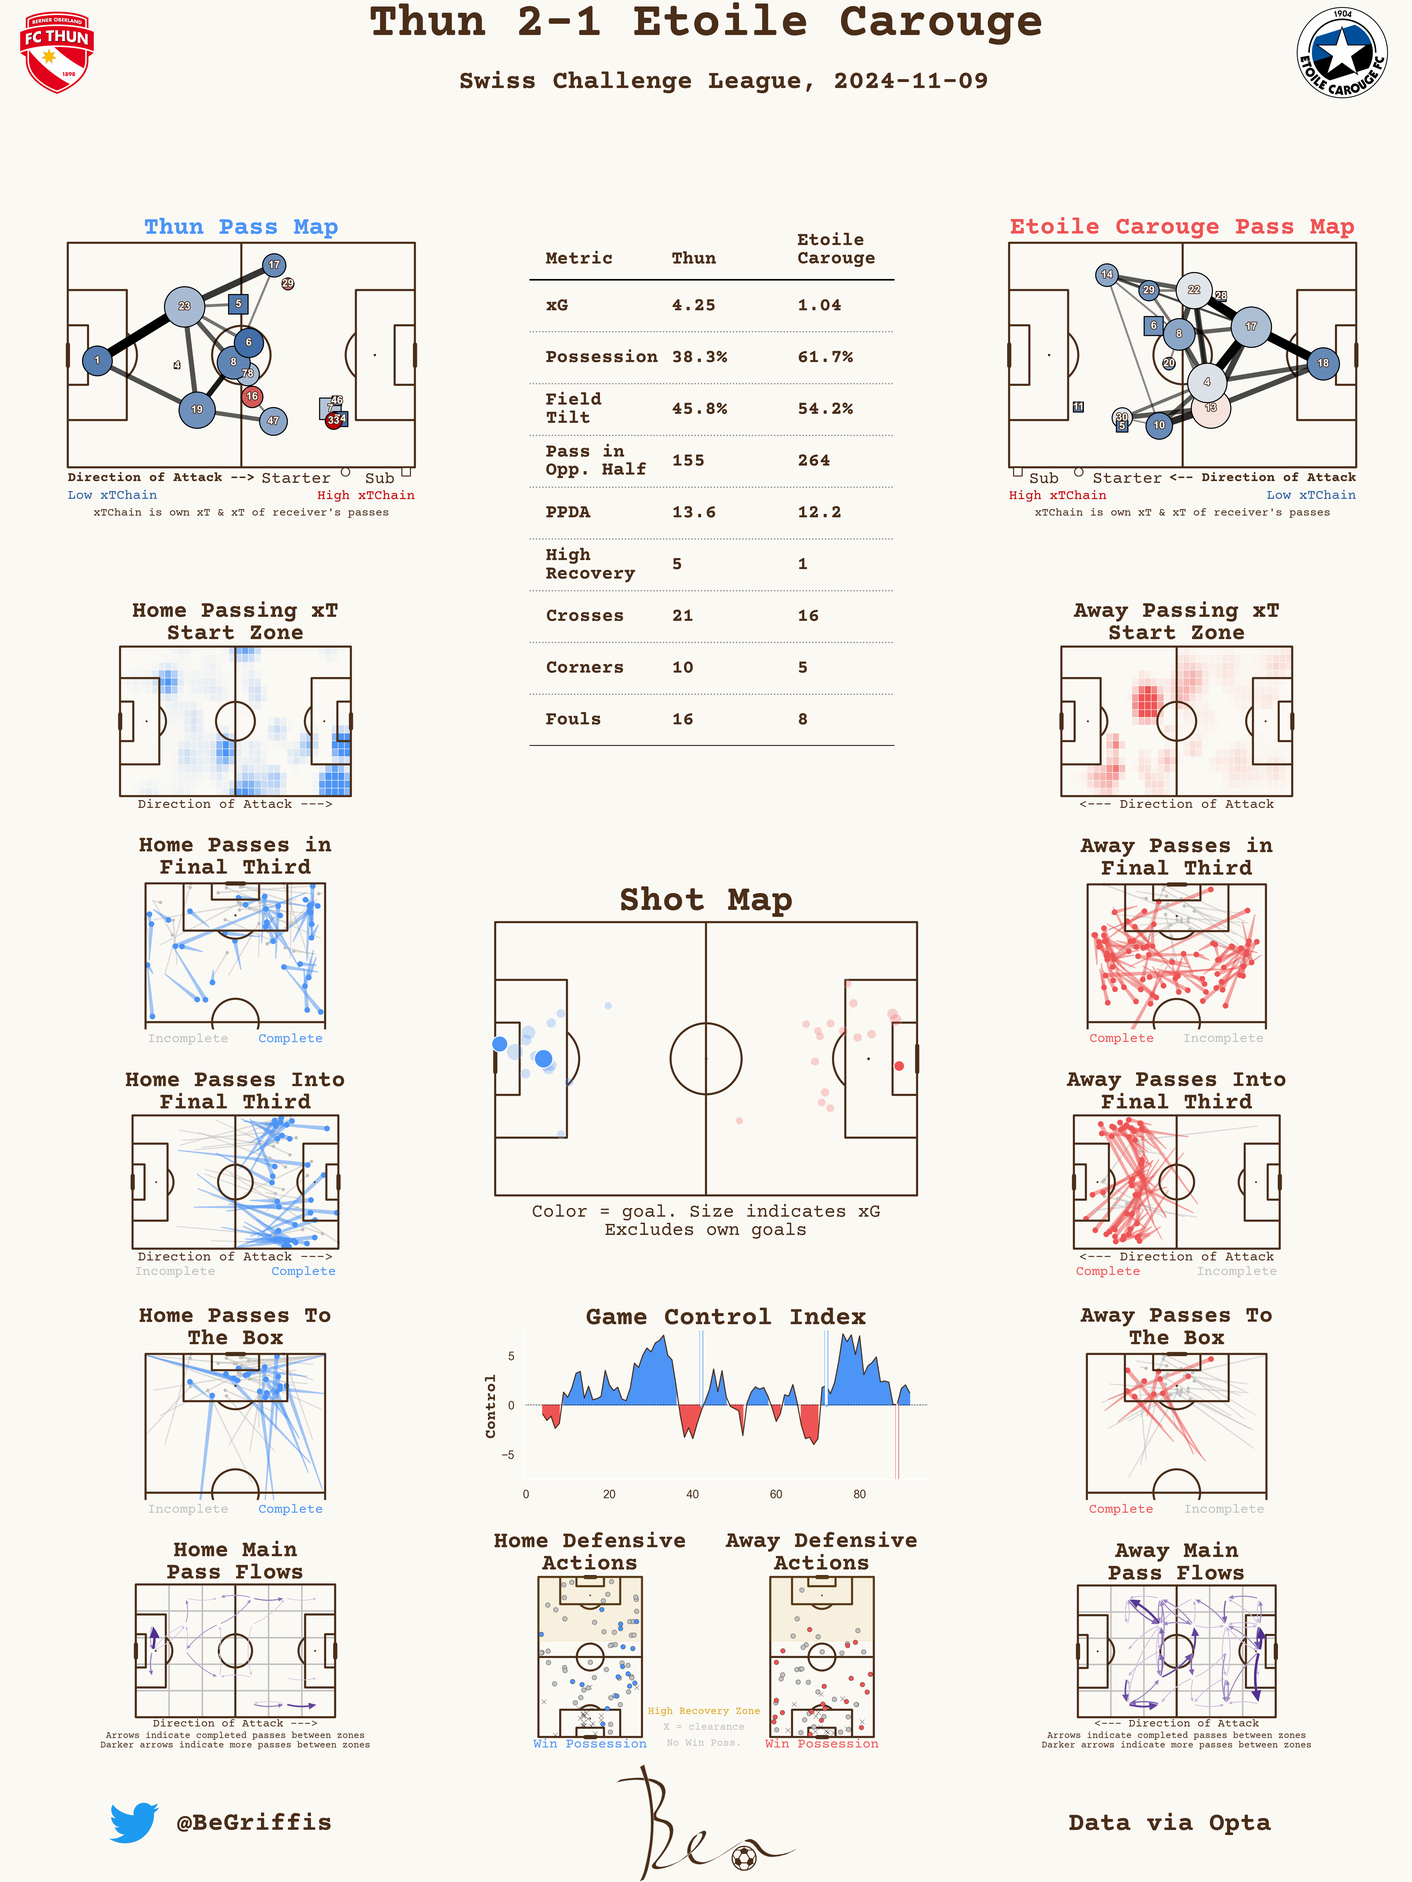 Thun 2-1 Etoile Carouge
Swiss Challenge League, 2024-11-09
BERNER OBERLAND
FC THUN
1898
1904
ETOILE CAROUGE FC
Thun Pass Map
17
29
23
5
6
1
4
8
78
16
19
47
46
7
33
4
Direction of Attack --> Starter Sub
Low xTChain High xTChain
xTChain is own xT & xT of receiver's passes
Metric Thun Etoile Carouge
xG 4.25 1.04
Possession 38.3% 61.7%
Field Tilt 45.8% 54.2%
Pass in Opp. Half 155 264
PPDA 13.6 12.2
High Recovery 5 1
Crosses 21 16
Corners 10 5
Fouls 16 8
Etoile Carouge Pass Map
14
29
22
28
6
8
17
20
18
4
11
30
13
5
10
Sub Starter <-- Direction of Attack
High xTChain Low xTChain
xTChain is own xT & xT of receiver's passes
Home Passing xT
Start Zone
Direction of Attack --->
Away Passing xT
Start Zone
<--- Direction of Attack
Home Passes in
Final Third
Incomplete Complete
Away Passes in
Final Third
Complete Incomplete
Shot Map
Color = goal. Size indicates xG
Excludes own goals
Home Passes Into
Final Third
Direction of Attack --->
Incomplete Complete
Away Passes Into
Final Third
<--- Direction of Attack
Complete Incomplete
Home Passes To
The Box
Incomplete Complete
Game Control Index
Control
5
0
−5
0 20 40 60 80
Away Passes To
The Box
Complete Incomplete
Home Main
Pass Flows
Direction of Attack --->
Arrows indicate completed passes between zones
Darker arrows indicate more passes between zones
Home Defensive
Actions
Win Possession
Away Defensive
Actions
Win Possession
High Recovery Zone
X = clearance
No Win Poss.
Away Main
Pass Flows
<--- Direction of Attack
Arrows indicate completed passes between zones
Darker arrows indicate more passes between zones
@BeGriffis
Ben
Data via Opta